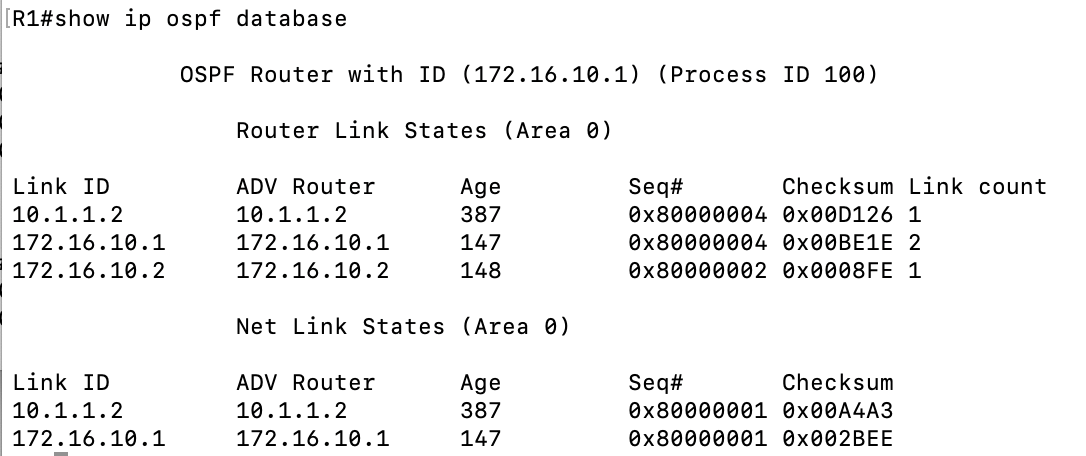 R1#show ip ospf database
OSPF Router with ID (172.16.10.1) (Process ID 100)
Router Link States (Area 0)
Link ID ADV Router Age Seq# Checksum Link count
10.1.1.2 10.1.1.2 387 0x80000004 0x00D126 1
172.16.10.1 172.16.10.1 147 0x80000004 0x00BE1E 2
172.16.10.2 172.16.10.2 148 0x80000002 0x0008FE 1
Net Link States (Area 0)
Link ID ADV Router Age Seq# Checksum
10.1.1.2 10.1.1.2 387 0x80000001 0x00A4A3
172.16.10.1 172.16.10.1 147 0x80000001 0x002BEE